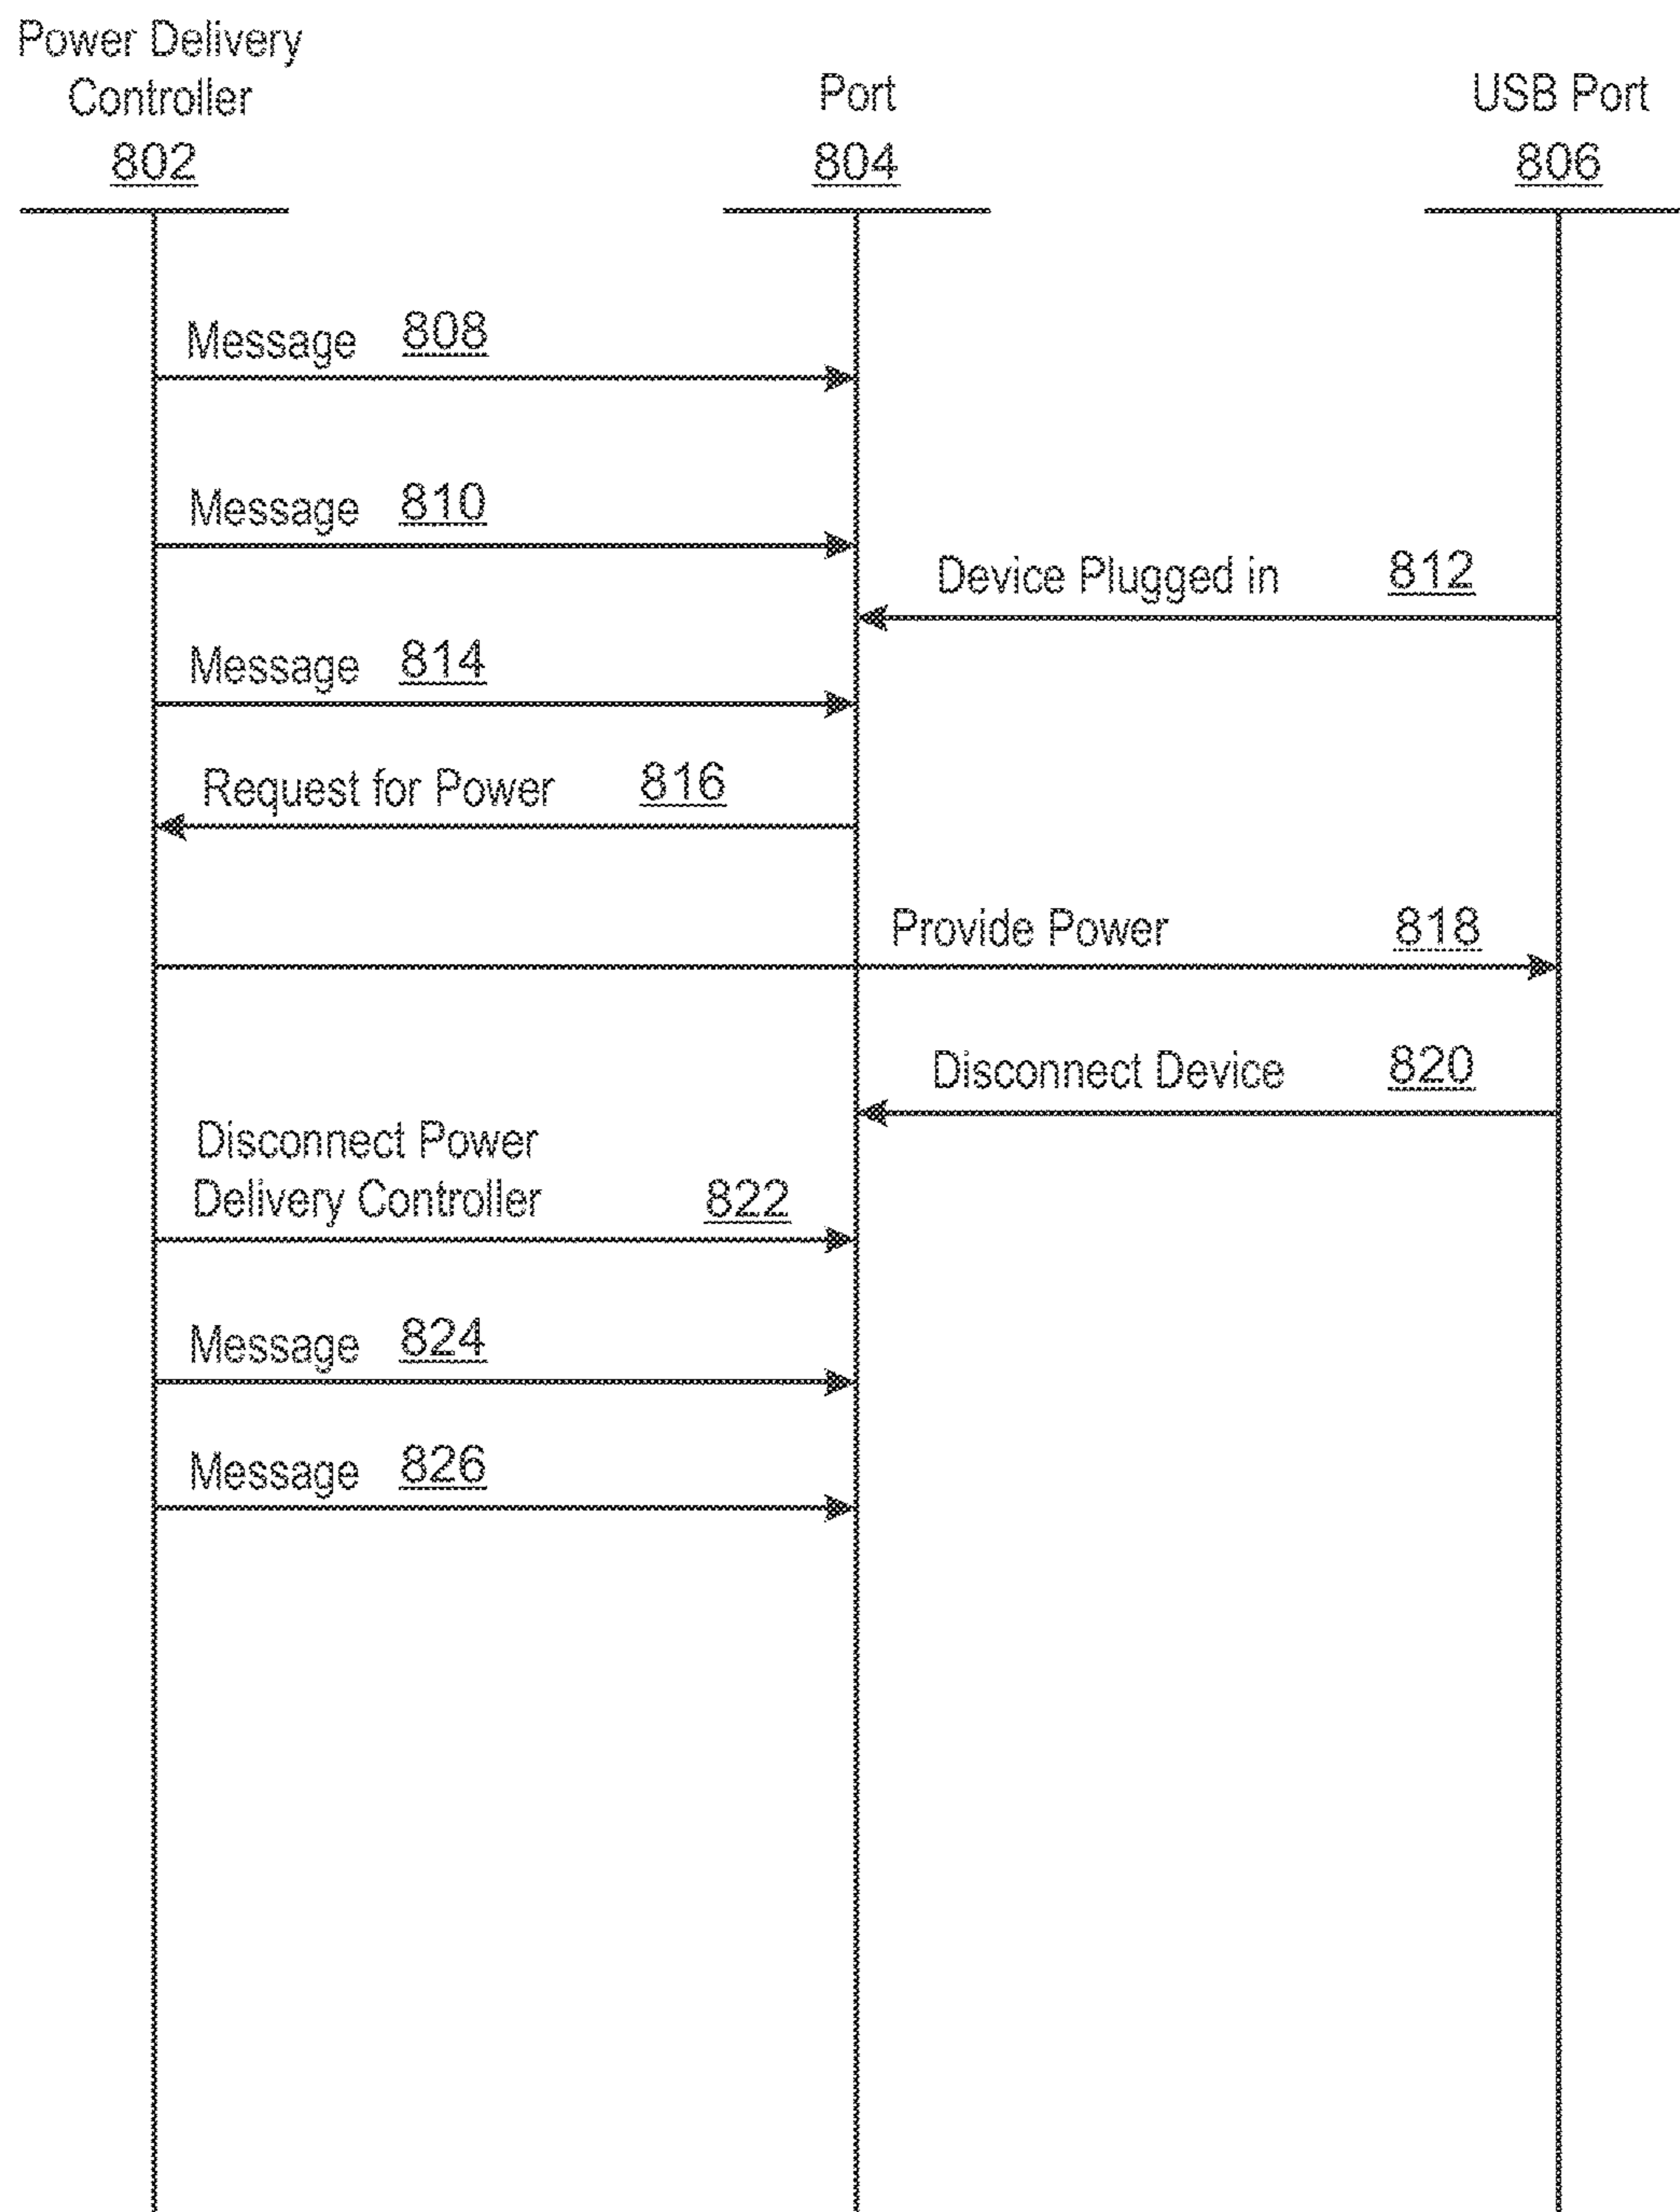 Power Delivery
Controller
802
Port
804
USB Port
806
Message 808
Message 810
Device Plugged in 812
Message 814
Request for Power 816
Provide Power 818
Disconnect Device 820
Disconnect Power
Delivery Controller 822
Message 824
Message 826